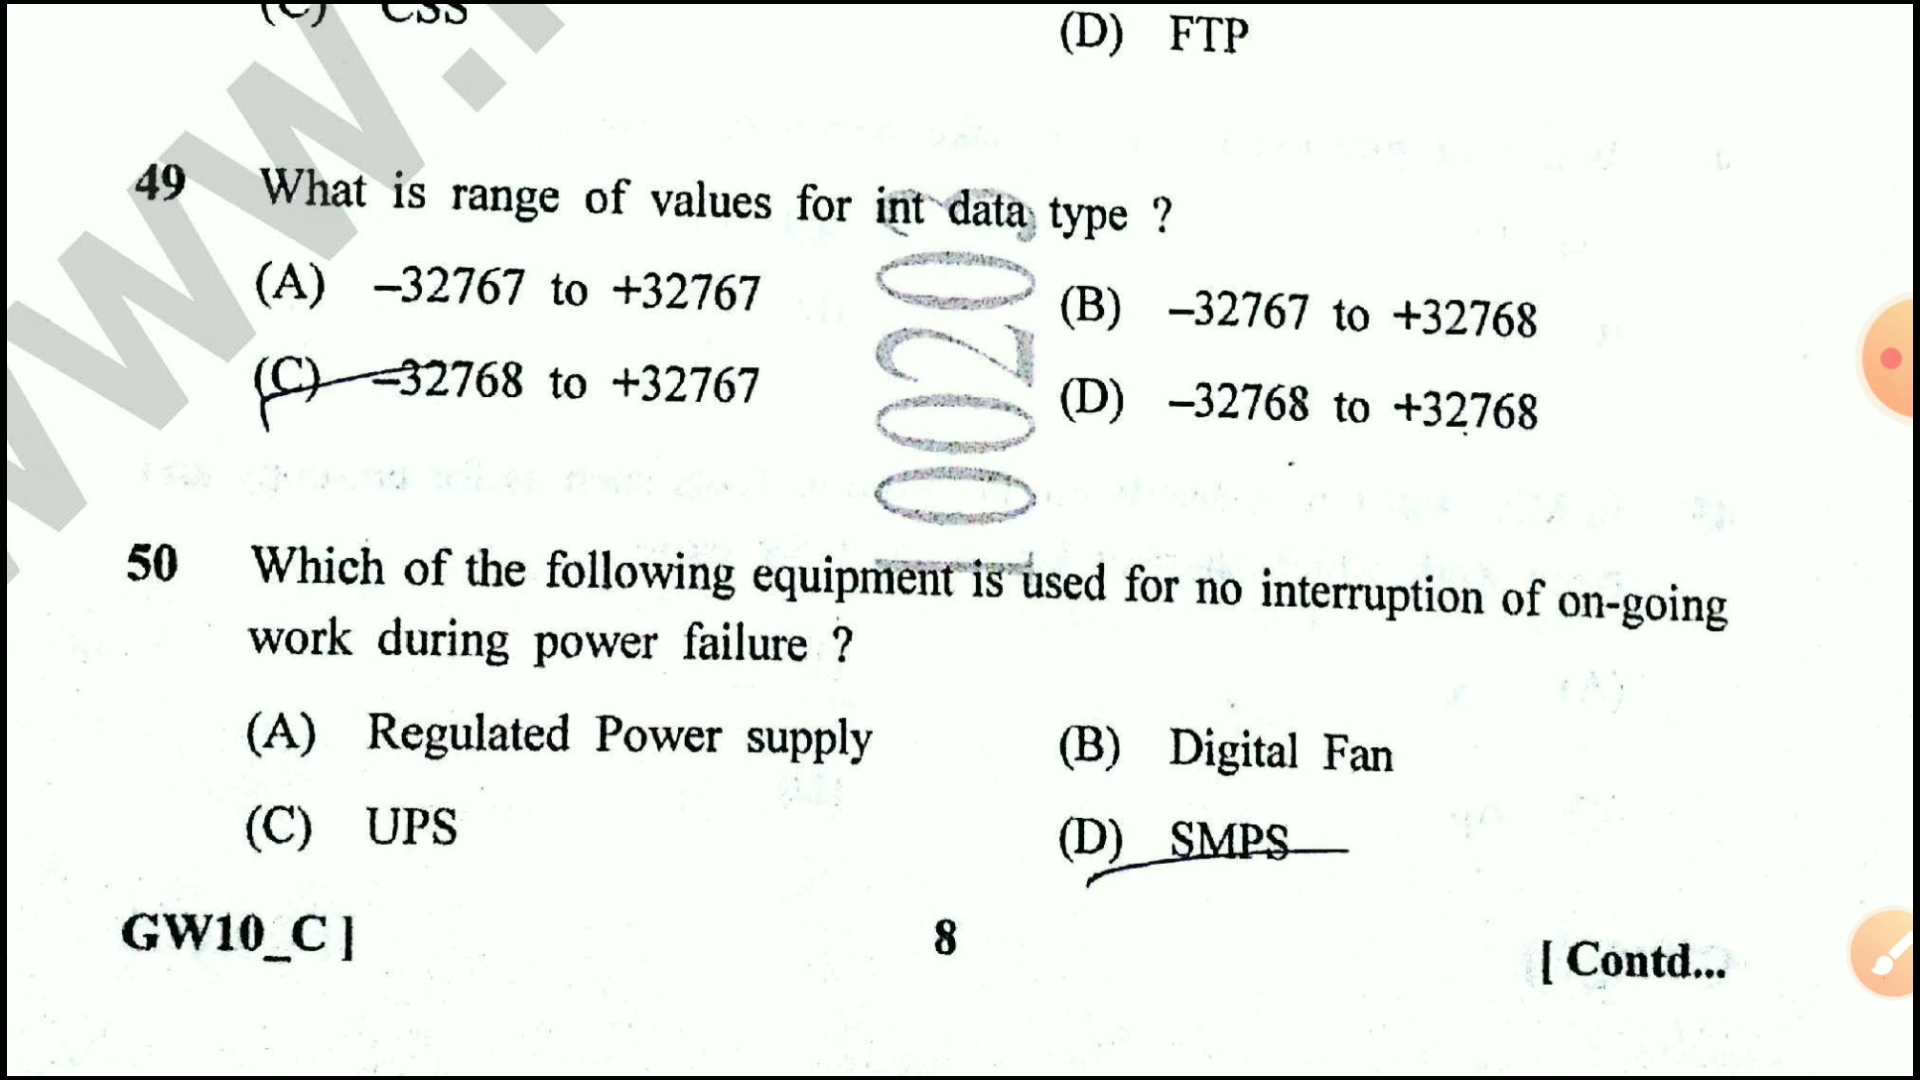 (C) CSS
(D) FTP
49 What is range of values for int data type ?
(A) –32767 to +32767
(B) –32767 to +32768
(C) –32768 to +32767
(D) –32768 to +32768
100203
50 Which of the following equipment is used for no interruption of on-going
work during power failure ?
(A) Regulated Power supply
(B) Digital Fan
(C) UPS
(D) SMPS
GW10_C ]
8
[ Contd...